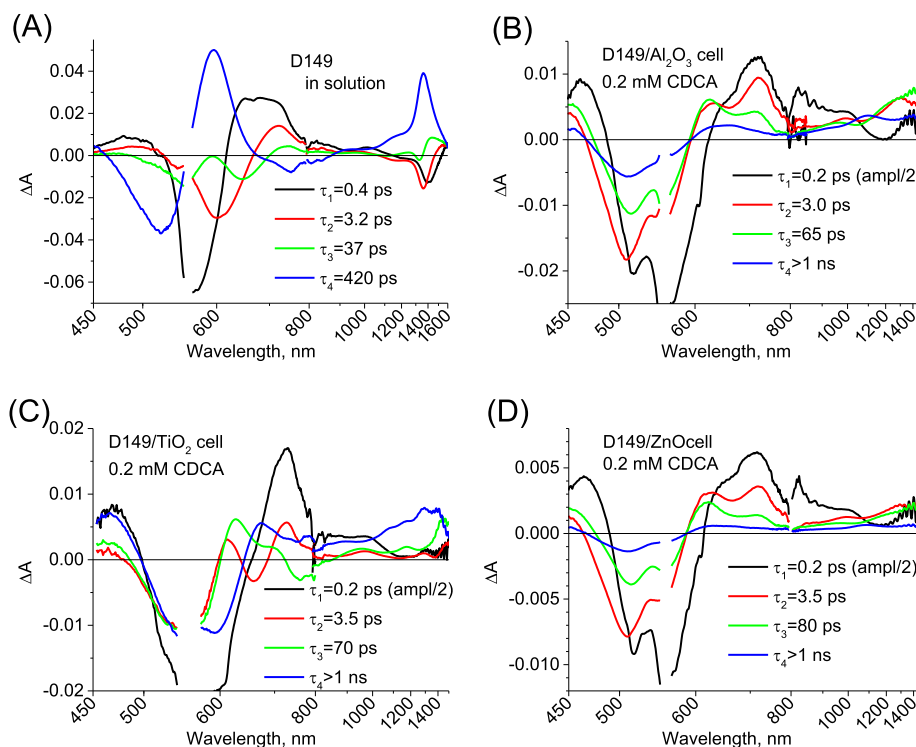 (A)
D149
in solution
0.04
0.02
0.00
-0.02
-0.04
-0.06
ΔA
τ1=0.4 ps
τ2=3.2 ps
τ3=37 ps
τ4=420 ps
450
500
600
800
1000
1200
1400
1600
Wavelength, nm
(B)
D149/Al2O3 cell
0.2 mM CDCA
0.01
0.00
-0.01
-0.02
ΔA
τ1=0.2 ps (ampl/2)
τ2=3.0 ps
τ3=65 ps
τ4>1 ns
450
500
600
800
1000
1200
1400
Wavelength, nm
(C)
D149/TiO2 cell
0.2 mM CDCA
0.02
0.01
0.00
-0.01
-0.02
ΔA
τ1=0.2 ps (ampl/2)
τ2=3.5 ps
τ3=70 ps
τ4>1 ns
450
500
600
800
1000
1200
1400
Wavelength, nm
(D)
D149/ZnOcell
0.2 mM CDCA
0.005
0.000
-0.005
-0.010
ΔA
τ1=0.2 ps (ampl/2)
τ2=3.5 ps
τ3=80 ps
τ4>1 ns
450
500
600
800
1000
1200
1400
Wavelength, nm